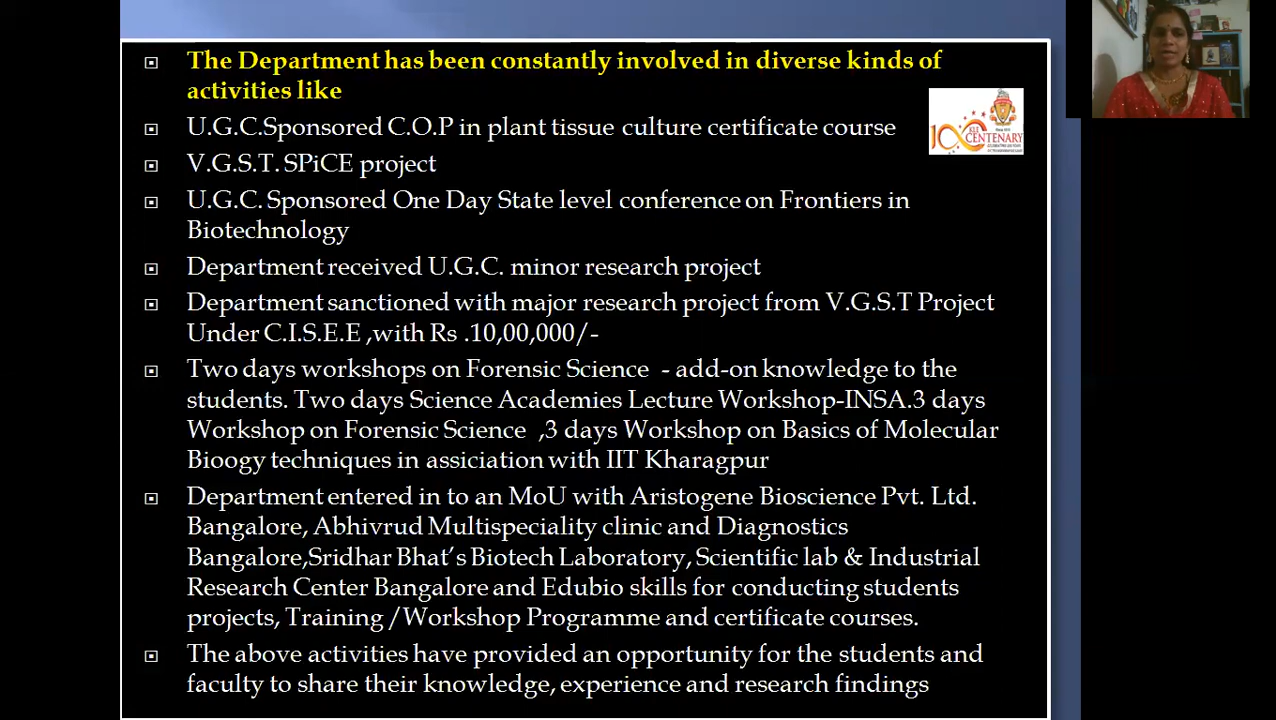 The Department has been constantly involved in diverse kinds of
activities like
U.G.C.Sponsored C.O.P in plant tissue culture certificate course
V.G.S.T. SPiCE project
U.G.C. Sponsored One Day State level conference on Frontiers in
Biotechnology
Department received U.G.C. minor research project
Department sanctioned with major research project from V.G.S.T Project
Under C.I.S.E.E ,with Rs .10,00,000/-
Two days workshops on Forensic Science - add-on knowledge to the
students. Two days Science Academies Lecture Workshop-INSA.3 days
Workshop on Forensic Science ,3 days Workshop on Basics of Molecular
Bioogy techniques in assiciation with IIT Kharagpur
Department entered in to an MoU with Aristogene Bioscience Pvt. Ltd.
Bangalore, Abhivrud Multispeciality clinic and Diagnostics
Bangalore,Sridhar Bhat’s Biotech Laboratory, Scientific lab & Industrial
Research Center Bangalore and Edubio skills for conducting students
projects, Training /Workshop Programme and certificate courses.
The above activities have provided an opportunity for the students and
faculty to share their knowledge, experience and research findings
KLE
CENTENARY